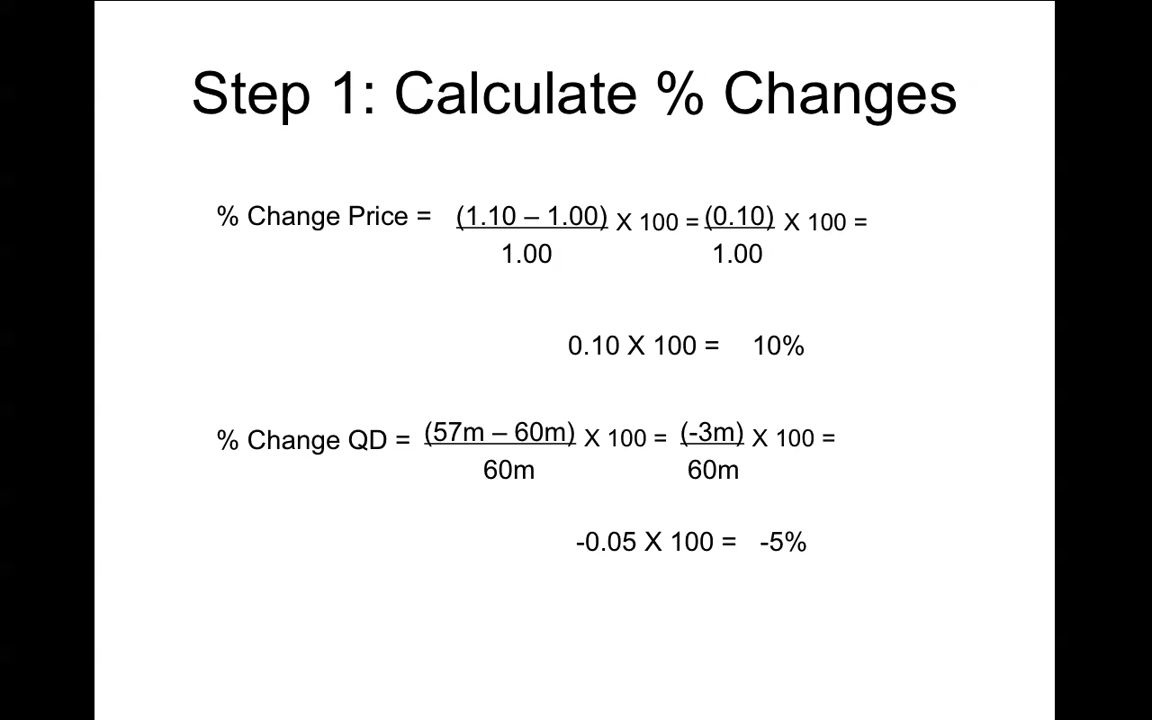 Step 1: Calculate % Changes
% Change Price = (1.10 – 1.00) X 100 = (0.10) X 100 =
1.00 1.00
0.10 X 100 = 10%
% Change QD = (57m – 60m) X 100 = (-3m) X 100 =
60m 60m
-0.05 X 100 = -5%